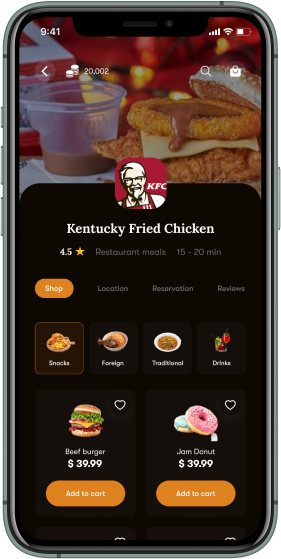 9:41
20,002
KFC
Kentucky Fried Chicken
4.5 ★ Restaurant meals 15 - 20 min
Shop Location Reservation Reviews
Snacks Foreign Traditional Drinks
Beef burger Jam Donut
$ 39.99 $ 39.99
Add to cart Add to cart